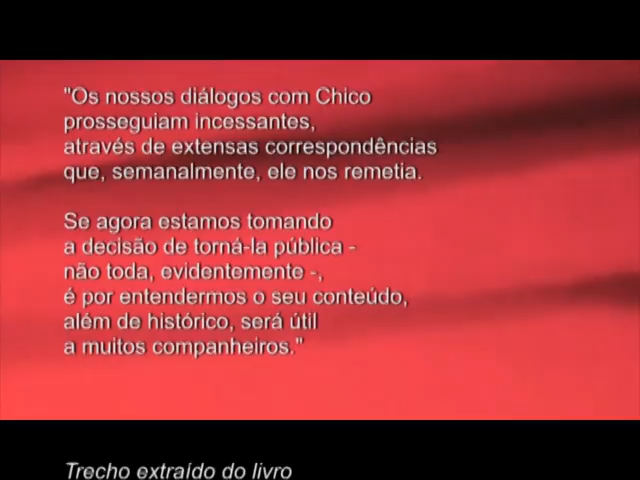 "Os nossos diálogos com Chico
prosseguiam incessantes,
através de extensas correspondências
que, semanalmente, ele nos remetia.
Se agora estamos tomando
a decisão de torná-la pública -
não toda, evidentemente -,
é por entendermos o seu conteúdo,
além de histórico, será útil
a muitos companheiros."
Trecho extraído do livro